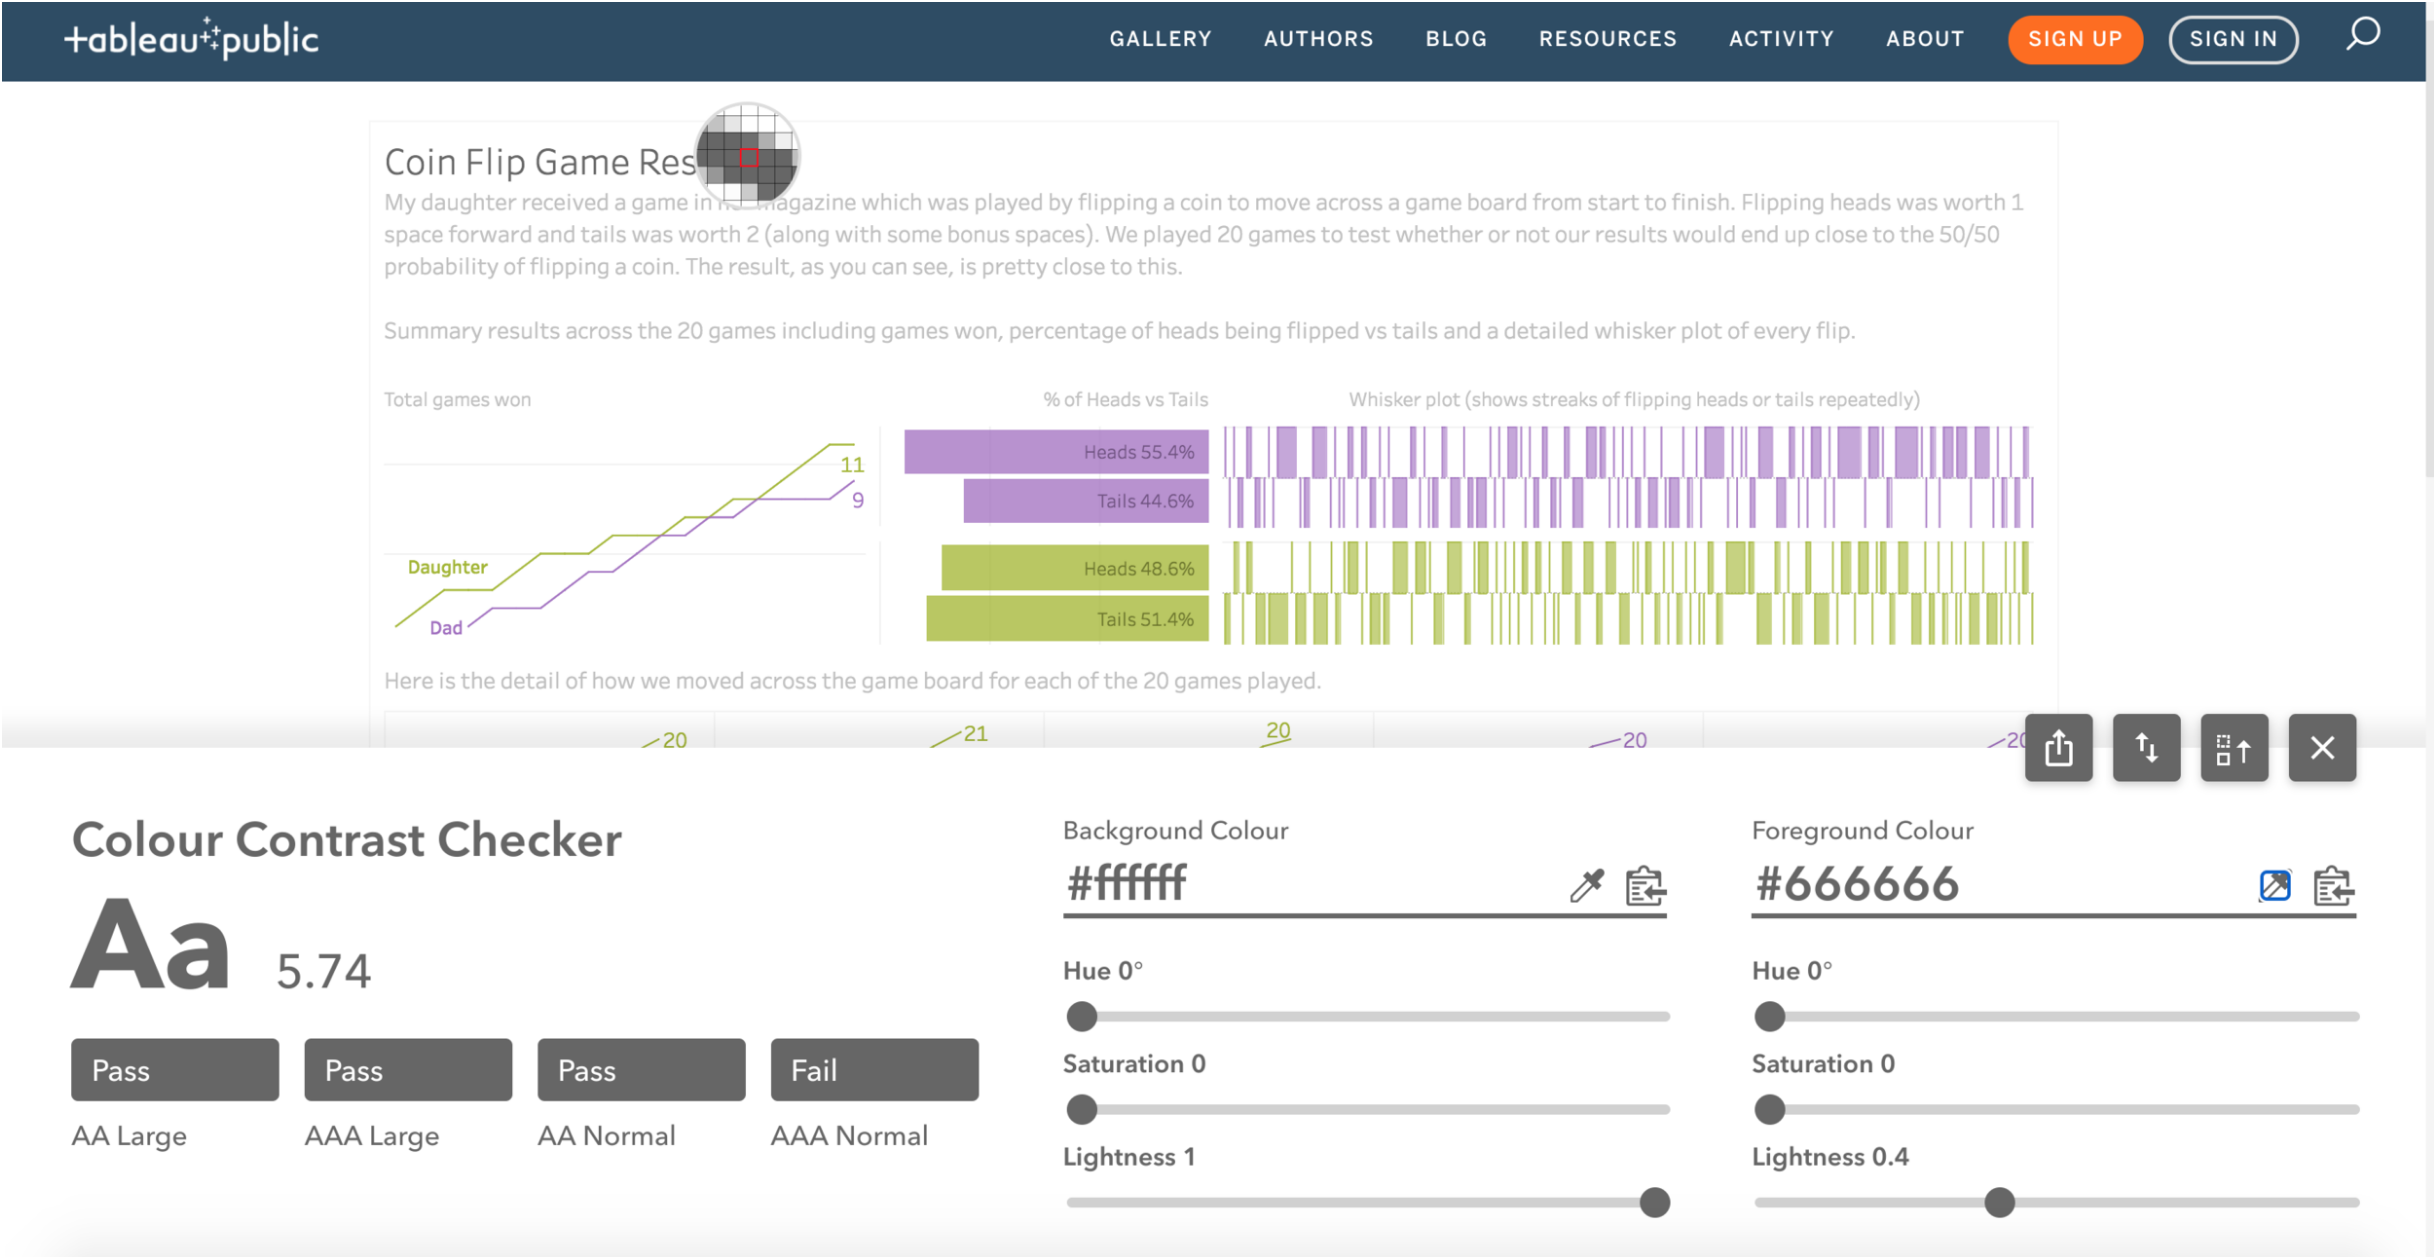 tableau public
GALLERY AUTHORS BLOG RESOURCES ACTIVITY ABOUT SIGN UP SIGN IN
Coin Flip Game Res
My daughter received a game in magazine which was played by flipping a coin to move across a game board from start to finish. Flipping heads was worth 1
space forward and tails was worth 2 (along with some bonus spaces). We played 20 games to test whether or not our results would end up close to the 50/50
probability of flipping a coin. The result, as you can see, is pretty close to this.
Summary results across the 20 games including games won, percentage of heads being flipped vs tails and a detailed whisker plot of every flip.
Total games won
% of Heads vs Tails
Whisker plot (shows streaks of flipping heads or tails repeatedly)
11
9
Daughter
Dad
Heads 55.4%
Tails 44.6%
Heads 48.6%
Tails 51.4%
Here is the detail of how we moved across the game board for each of the 20 games played.
20 21 20 20 20
Colour Contrast Checker
Aa 5.74
Pass Pass Pass Fail
AA Large AAA Large AA Normal AAA Normal
Background Colour
#ffffff
Hue 0°
Saturation 0
Lightness 1
Foreground Colour
#666666
Hue 0°
Saturation 0
Lightness 0.4